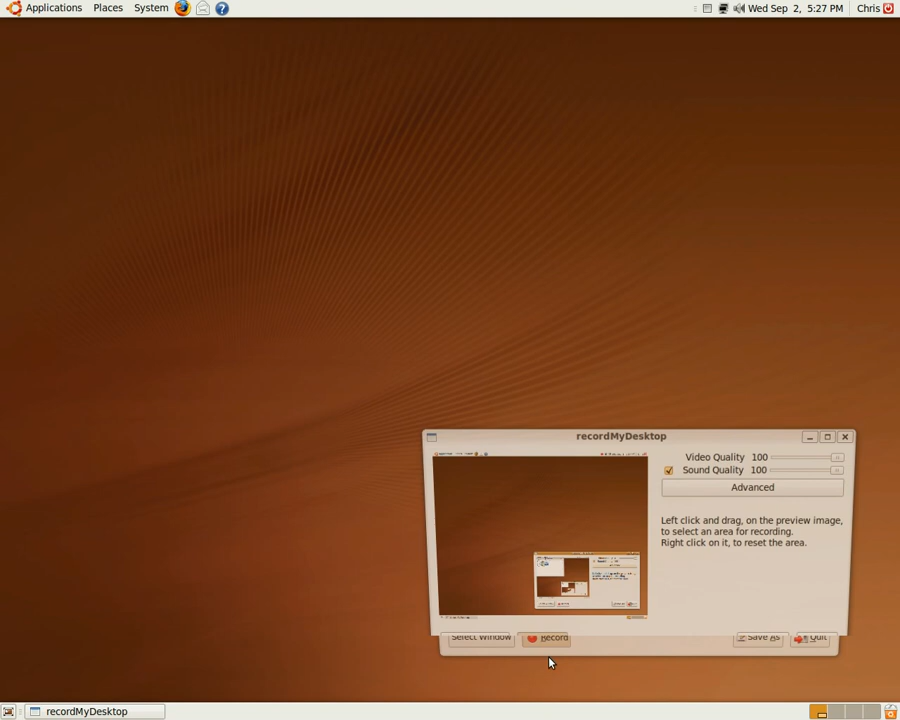 Applications Places System Wed Sep 2, 5:27 PM Chris
recordMyDesktop
Video Quality 100
Sound Quality 100
Advanced
Left click and drag, on the preview image,
to select an area for recording.
Right click on it, to reset the area.
Select Window Record Save As Quit
recordMyDesktop